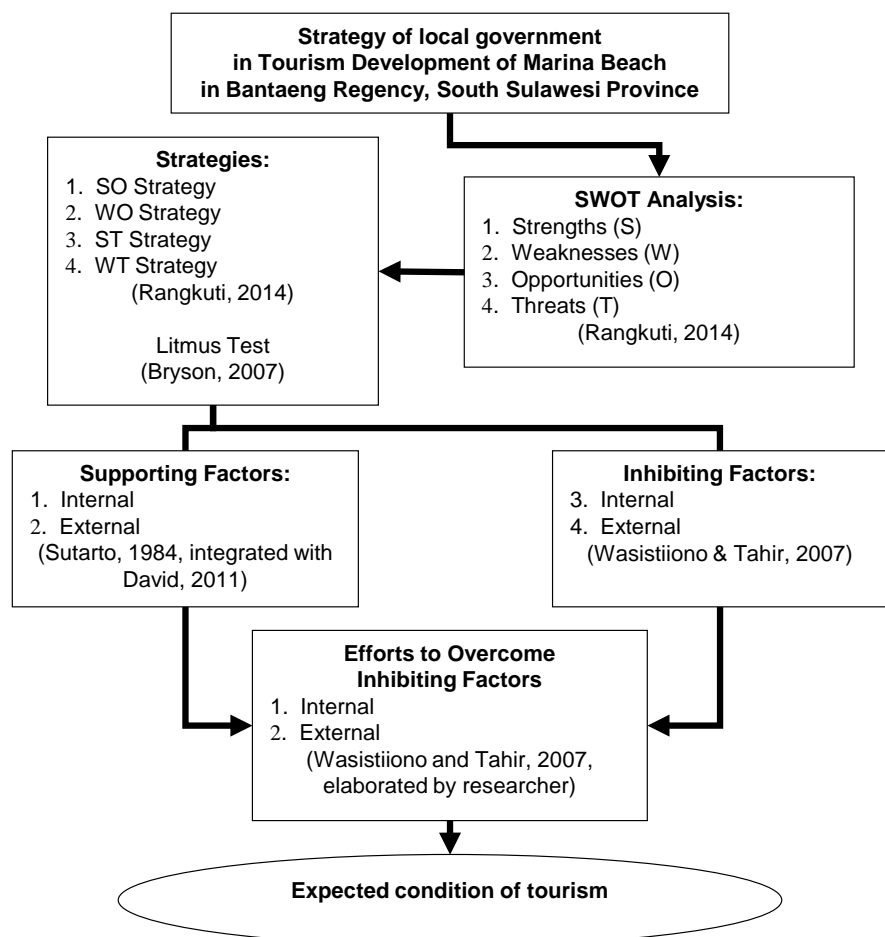 Strategy of local government
in Tourism Development of Marina Beach
in Bantaeng Regency, South Sulawesi Province
SWOT Analysis:
1. Strengths (S)
2. Weaknesses (W)
3. Opportunities (O)
4. Threats (T)
(Rangkuti, 2014)
Strategies:
1. SO Strategy
2. WO Strategy
3. ST Strategy
4. WT Strategy
(Rangkuti, 2014)
Litmus Test
(Bryson, 2007)
Supporting Factors:
1. Internal
2. External
(Sutarto, 1984, integrated with
David, 2011)
Inhibiting Factors:
3. Internal
4. External
(Wasistiiono & Tahir, 2007)
Efforts to Overcome
Inhibiting Factors
1. Internal
2. External
(Wasistiiono and Tahir, 2007,
elaborated by researcher)
Expected condition of tourism